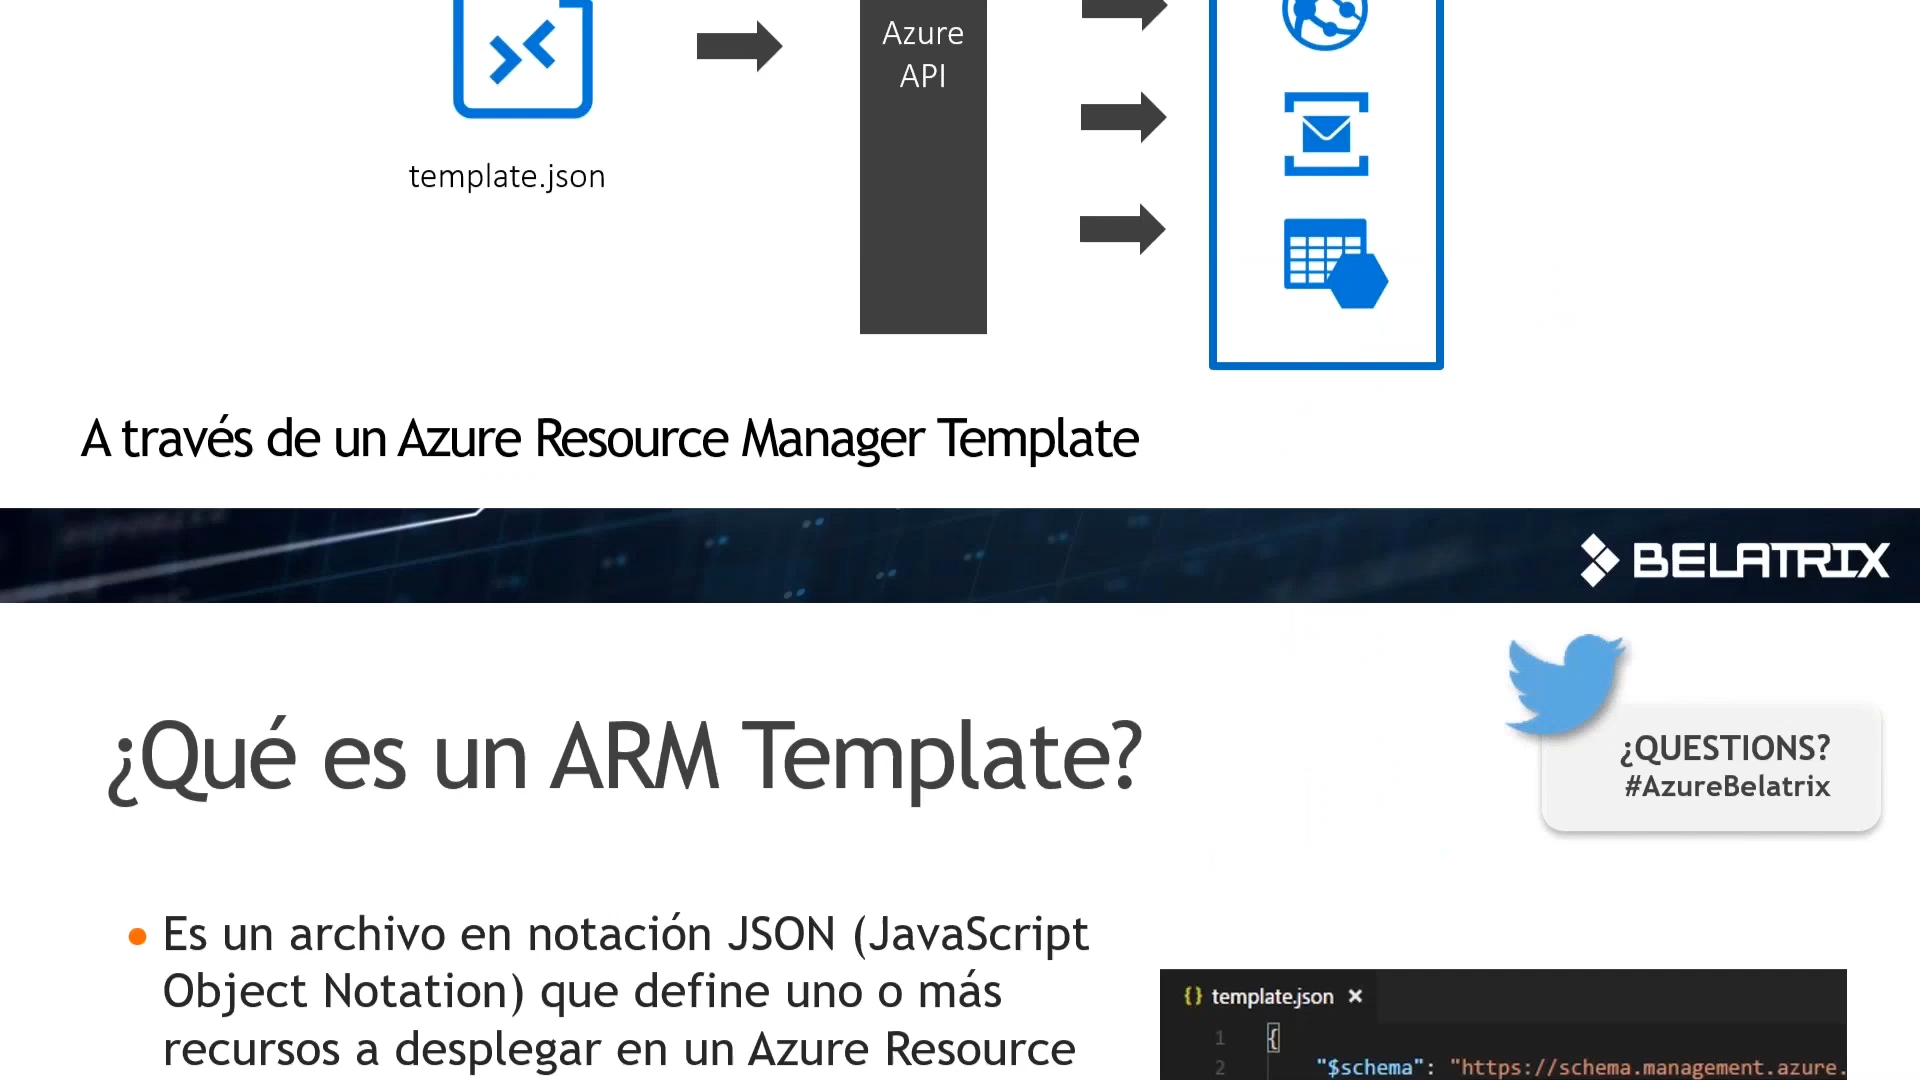 Azure
API
template.json
A través de un Azure Resource Manager Template
BELATRIX
¿Qué es un ARM Template?
¿QUESTIONS?
#AzureBelatrix
• Es un archivo en notación JSON (JavaScript
Object Notation) que define uno o más
recursos a desplegar en un Azure Resource
{} template.json ×
1 {
2 "$schema": "https://schema.management.azure.